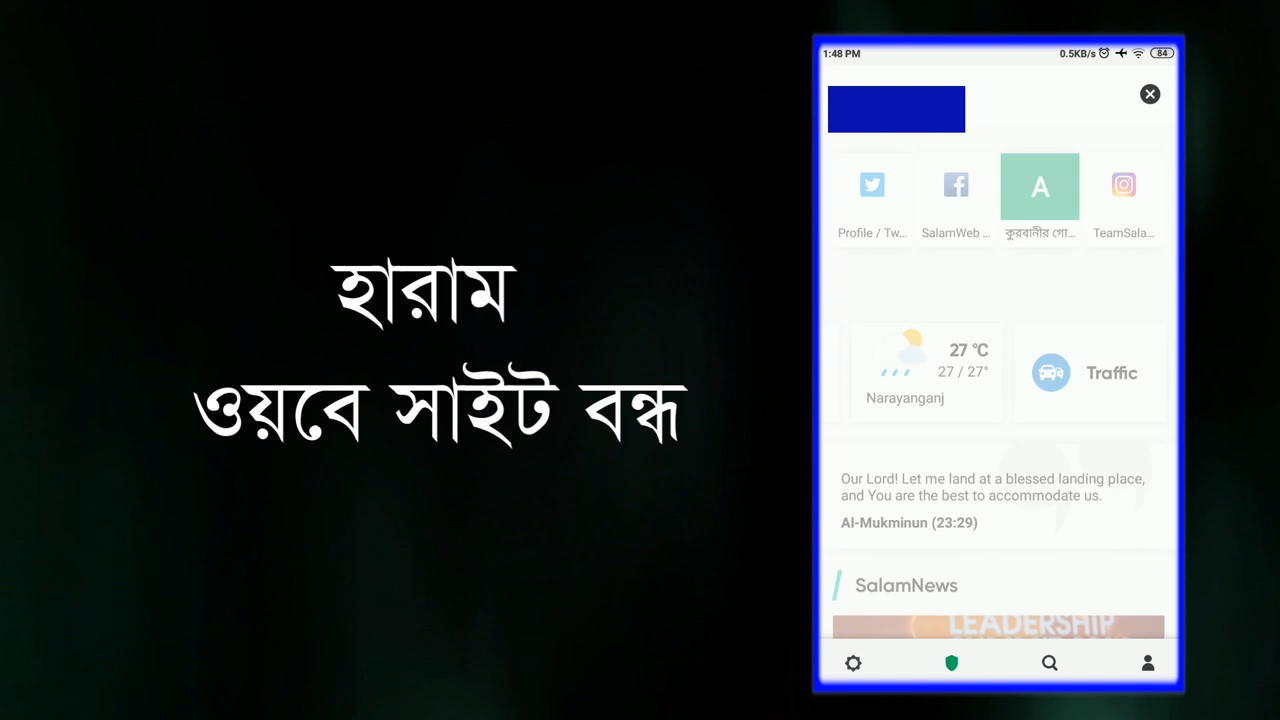 হারাম
ওয়বে সাইট বন্ধ
1:48 PM
0.5KB/s
84
A
Profile / Tw...
SalamWeb ...
কুরবানীর গো...
TeamSala...
27 °C
27 / 27°
Narayanganj
Traffic
Our Lord! Let me land at a blessed landing place,
and You are the best to accommodate us.
Al-Mukminun (23:29)
SalamNews
LEADERSHIP